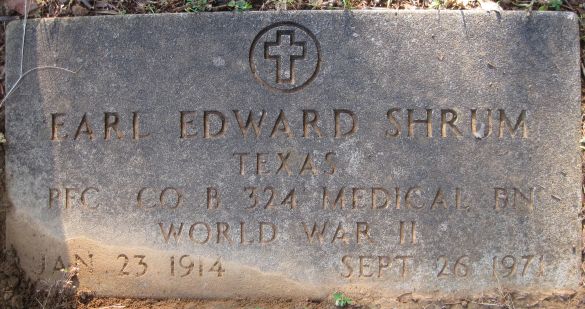 EARL EDWARD SHRUM
TEXAS
PFC CO B 324 MEDICAL BN
WORLD WAR II
JAN 23 1914 SEPT 26 1971